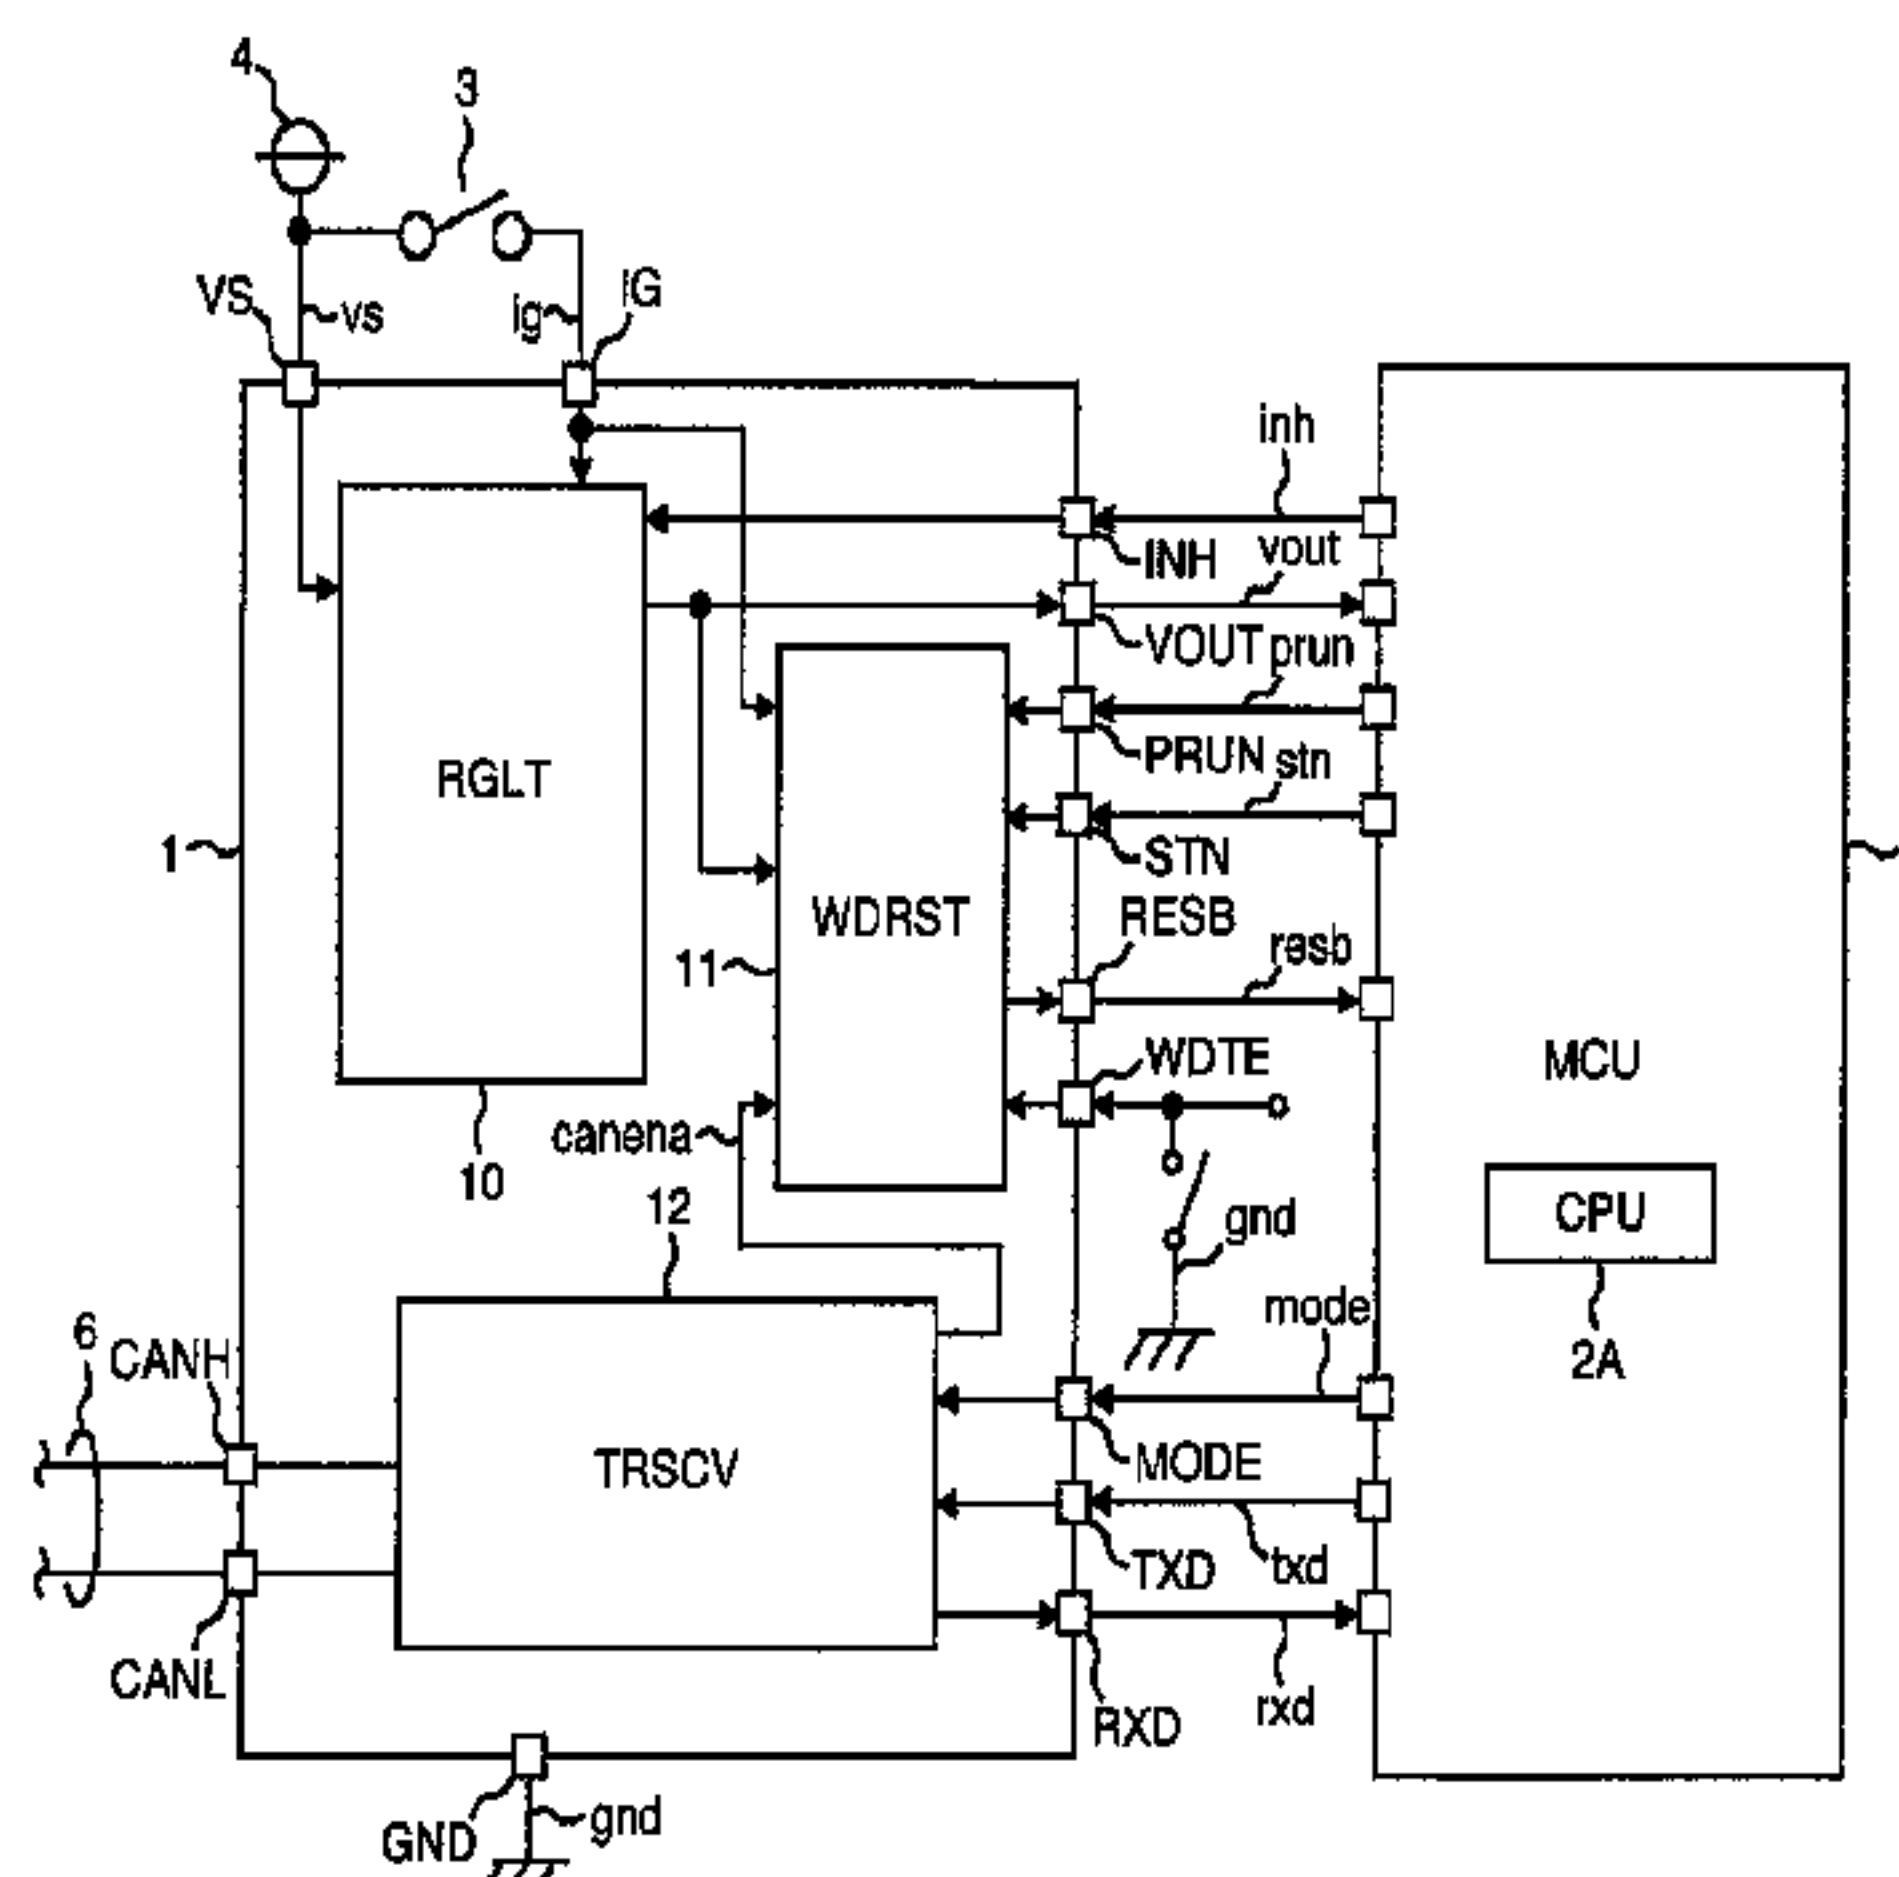 4
3
VS
vs
ig
IG
inh
INH
vout
VOUT
prun
PRUN
stn
STN
RGLT
1
WDRST
11
RESB
resb
WDTE
MCU
canena
10
12
gnd
CPU
2A
mode
6
CANH
TRSCV
MODE
TXD
txd
CANL
RXD
rxd
GND
gnd